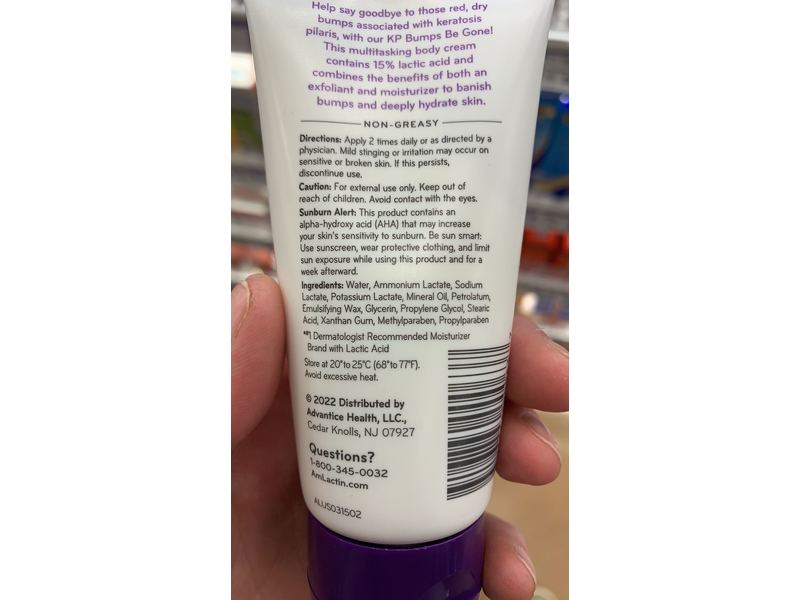 Help say goodbye to those red, dry
bumps associated with keratosis
pilaris, with our KP Bumps Be Gone!
This multitasking body cream
contains 15% lactic acid and
combines the benefits of both an
exfoliant and moisturizer to banish
bumps and deeply hydrate skin.
NON-GREASY
Directions: Apply 2 times daily or as directed by a
physician. Mild stinging or irritation may occur on
sensitive or broken skin. If this persists,
discontinue use.
Caution: For external use only. Keep out of
reach of children. Avoid contact with the eyes.
Sunburn Alert: This product contains an
alpha-hydroxy acid (AHA) that may increase
your skin's sensitivity to sunburn. Be sun smart:
Use sunscreen, wear protective clothing, and limit
sun exposure while using this product and for a
week afterward.
Ingredients: Water, Ammonium Lactate, Sodium
Lactate, Potassium Lactate, Mineral Oil, Petrolatum,
Emulsifying Wax, Glycerin, Propylene Glycol, Stearic
Acid, Xanthan Gum, Methylparaben, Propylparaben
*#1 Dermatologist Recommended Moisturizer
Brand with Lactic Acid
Store at 20° to 25°C (68° to 77°F).
Avoid excessive heat.
© 2022 Distributed by
Advantice Health, LLC.,
Cedar Knolls, NJ 07927
Questions?
1-800-345-0032
AmLactin.com
ALUS031502